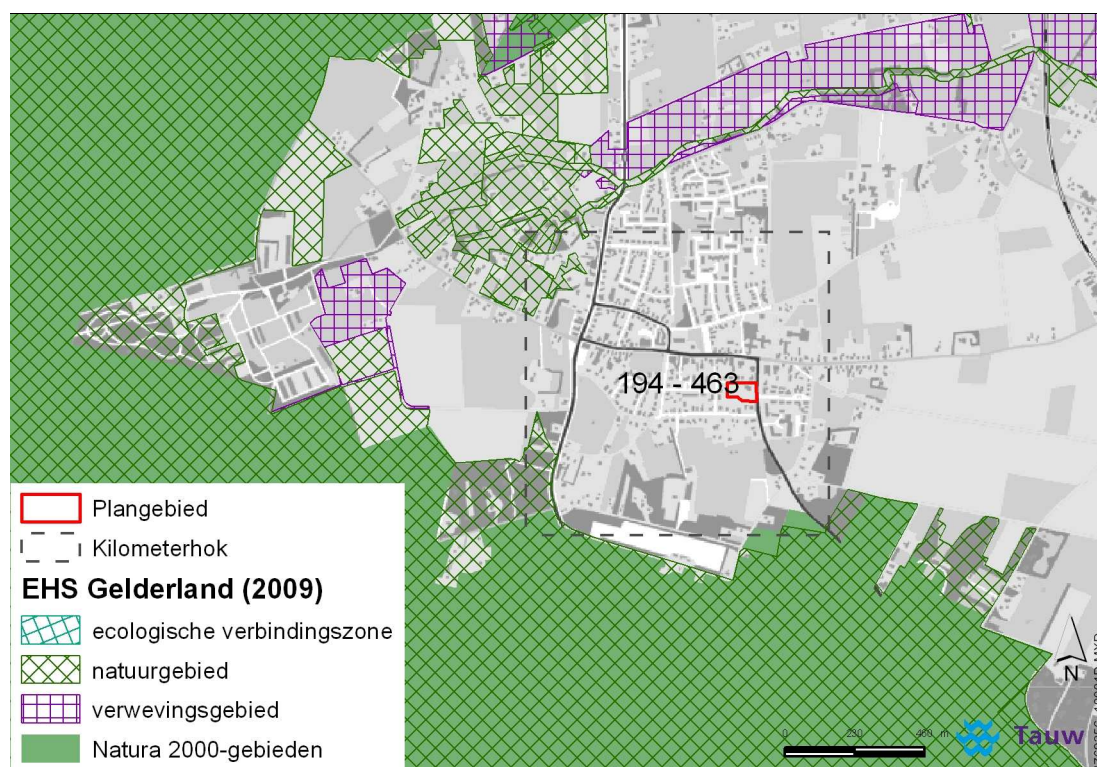 194 - 463
Plangebied
Kilometerhok
EHS Gelderland (2009)
ecologische verbindingszone
natuurgebied
verwevingsgebied
Natura 2000-gebieden
N
0 230 460 m
Tauw